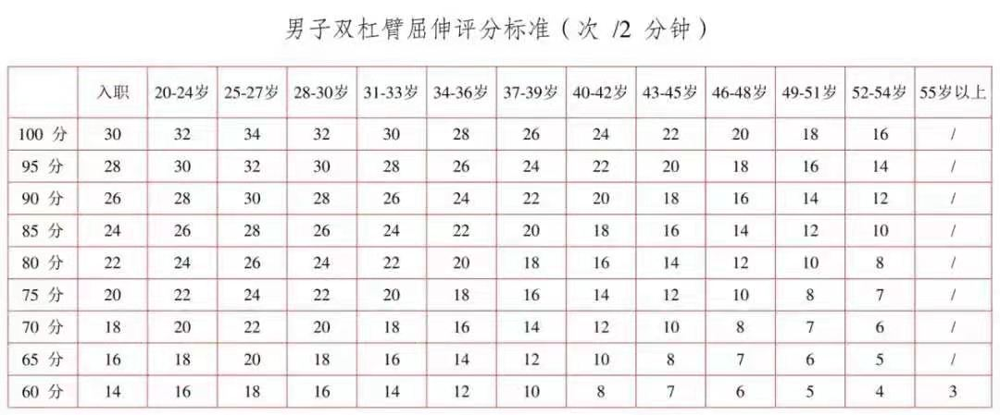 男子双杠臂屈伸评分标准（次 /2 分钟）
入职 20-24岁 25-27岁 28-30岁 31-33岁 34-36岁 37-39岁 40-42岁 43-45岁 46-48岁 49-51岁 52-54岁 55岁以上
100 分 30 32 34 32 30 28 26 24 22 20 18 16 /
95 分 28 30 32 30 28 26 24 22 20 18 16 14 /
90 分 26 28 30 28 26 24 22 20 18 16 14 12 /
85 分 24 26 28 26 24 22 20 18 16 14 12 10 /
80 分 22 24 26 24 22 20 18 16 14 12 10 8 /
75 分 20 22 24 22 20 18 16 14 12 10 8 7 /
70 分 18 20 22 20 18 16 14 12 10 8 7 6 /
65 分 16 18 20 18 16 14 12 10 8 7 6 5 /
60 分 14 16 18 16 14 12 10 8 7 6 5 4 3